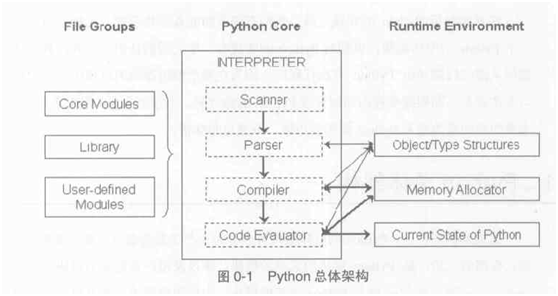 File Groups
Python Core
Runtime Environment
INTERPRETER
Core Modules
Library
User-defined
Modules
Scanner
Parser
Compiler
Code Evaluator
Object/Type Structures
Memory Allocator
Current State of Python
图 0-1 Python 总体架构